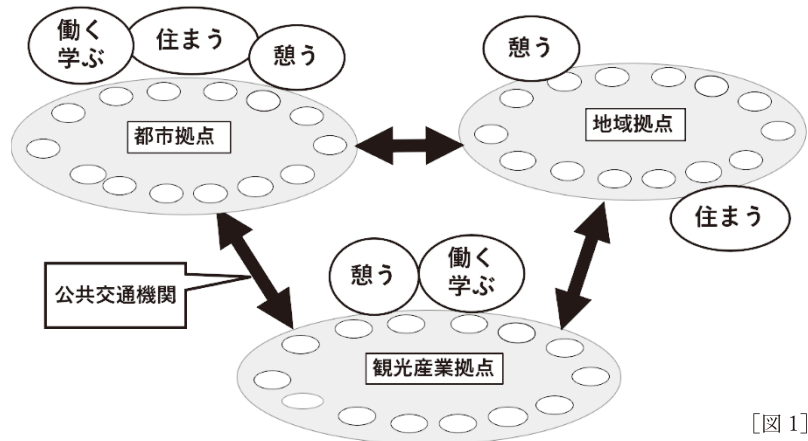 働く
学ぶ
住まう
憩う
都市拠点
憩う
地域拠点
住まう
公共交通機関
憩う
働く
学ぶ
観光産業拠点
[図1]